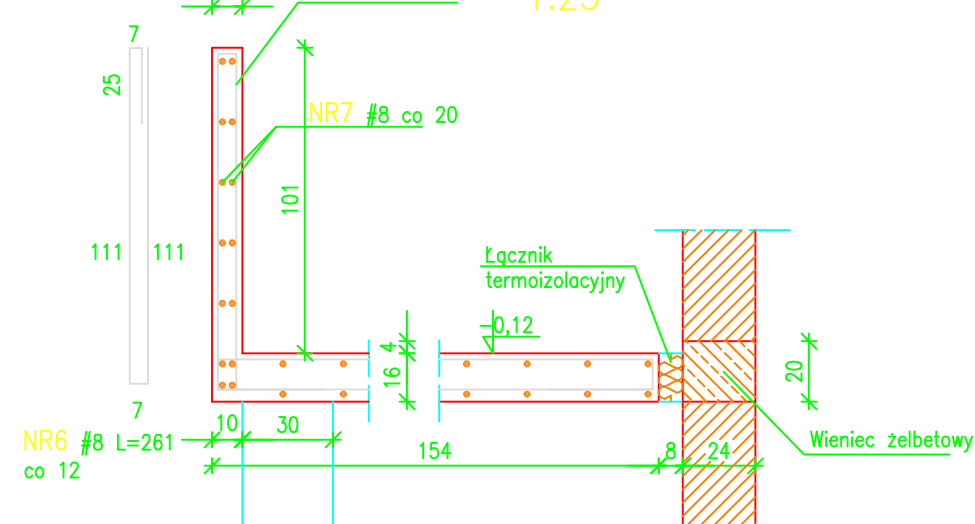 7
25
111
111
7
NR6 #8 L=261
co 12
NR7 #8 co 20
101
Łącznik
termoizolacyjny
-0,12
4
16
20
10
30
154
8
24
Wieniec żelbetowy